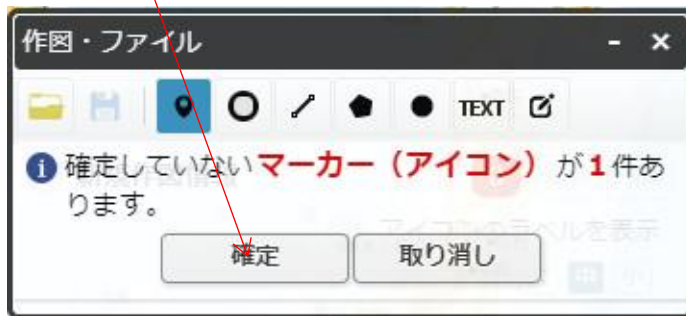 作図・ファイル
TEXT
確定していないマーカー（アイコン）が1件あ
ります。
確定
取り消し